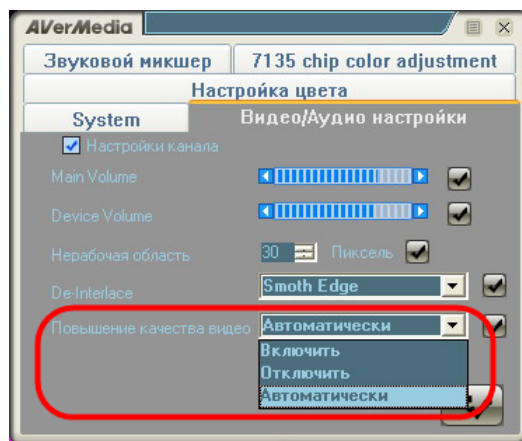 AVerMedia
Звуковой микшер
7135 chip color adjustment
Настройка цвета
System
Видео/Аудио настройки
Настройки канала
Main Volume
Device Volume
Нерабочая область 30 Пиксель
De-Interlace Smoth Edge
Повышение качества видео Автоматически
Включить
Отключить
Автоматически